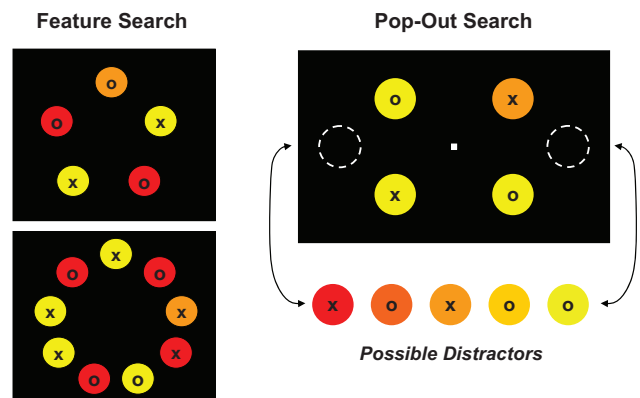 Feature Search
o
o x
x o
x
o o
x x
x x
o o
Pop-Out Search
o x
x o
x o x o o
Possible Distractors